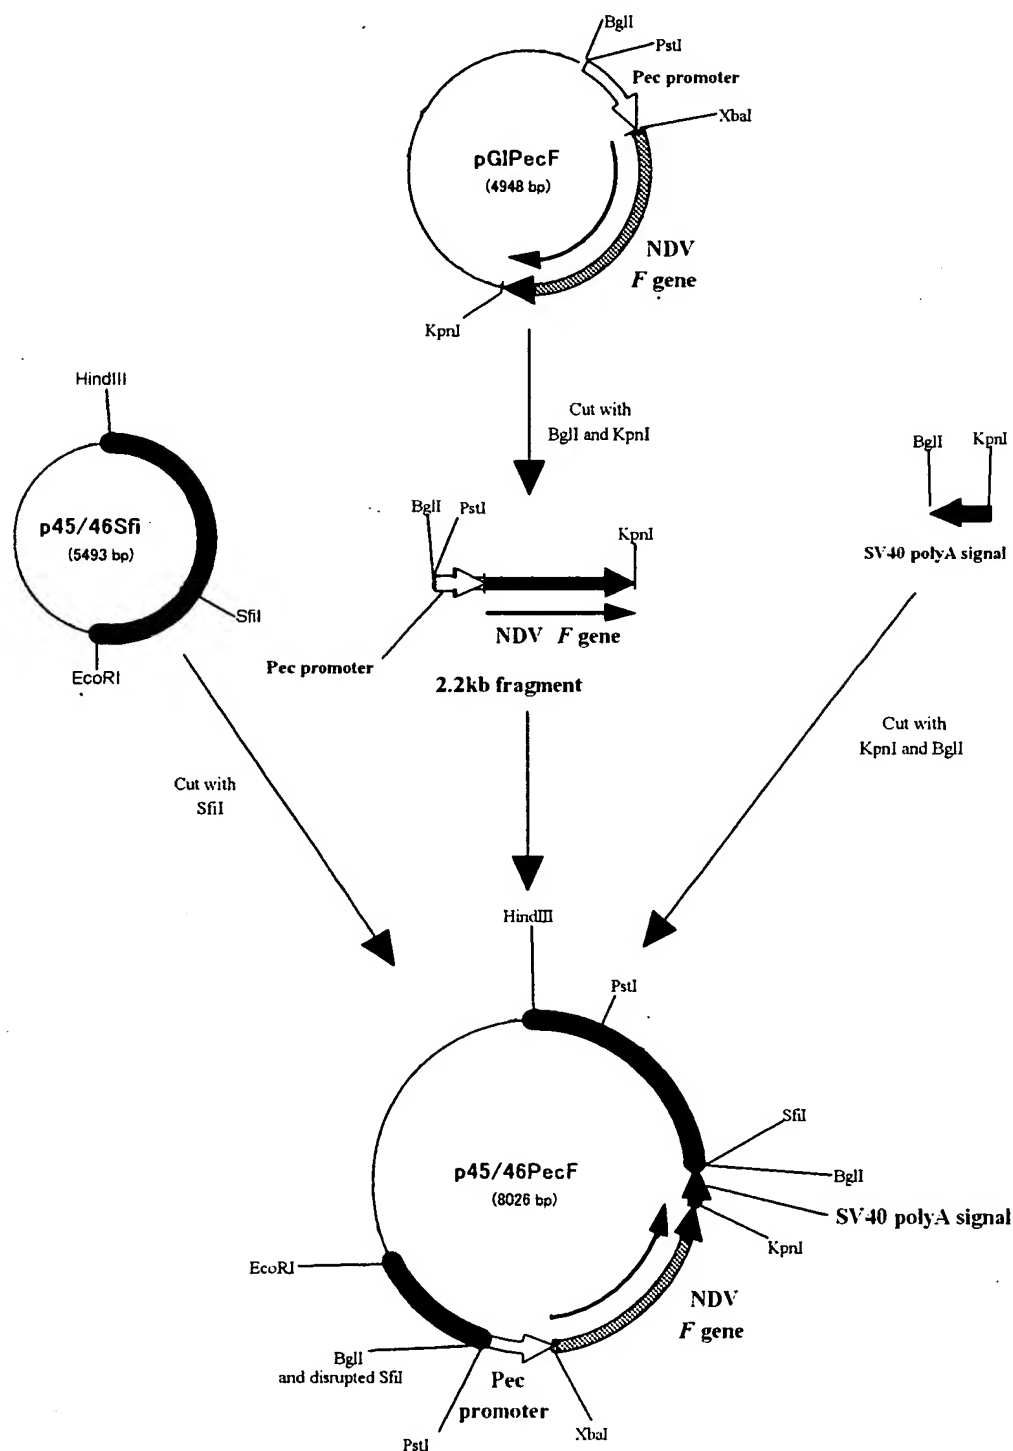 BglI
PstI
Pec promoter
XbaI
pGIPecF
(4948 bp)
NDV
F gene
KpnI
HindIII
Cut with
BglI and KpnI
BglI
KpnI
p45/46Sfi
(5493 bp)
SV40 polyA signal
BglI
PstI
KpnI
SfiI
EcoRI
Pec promoter
NDV F gene
2.2kb fragment
Cut with
SfiI
Cut with
KpnI and BglI
HindIII
PstI
SfiI
BglI
p45/46PecF
(8026 bp)
SV40 polyA signal
KpnI
EcoRI
NDV
F gene
BglI
and disrupted SfiI
Pec
promoter
PstI
XbaI